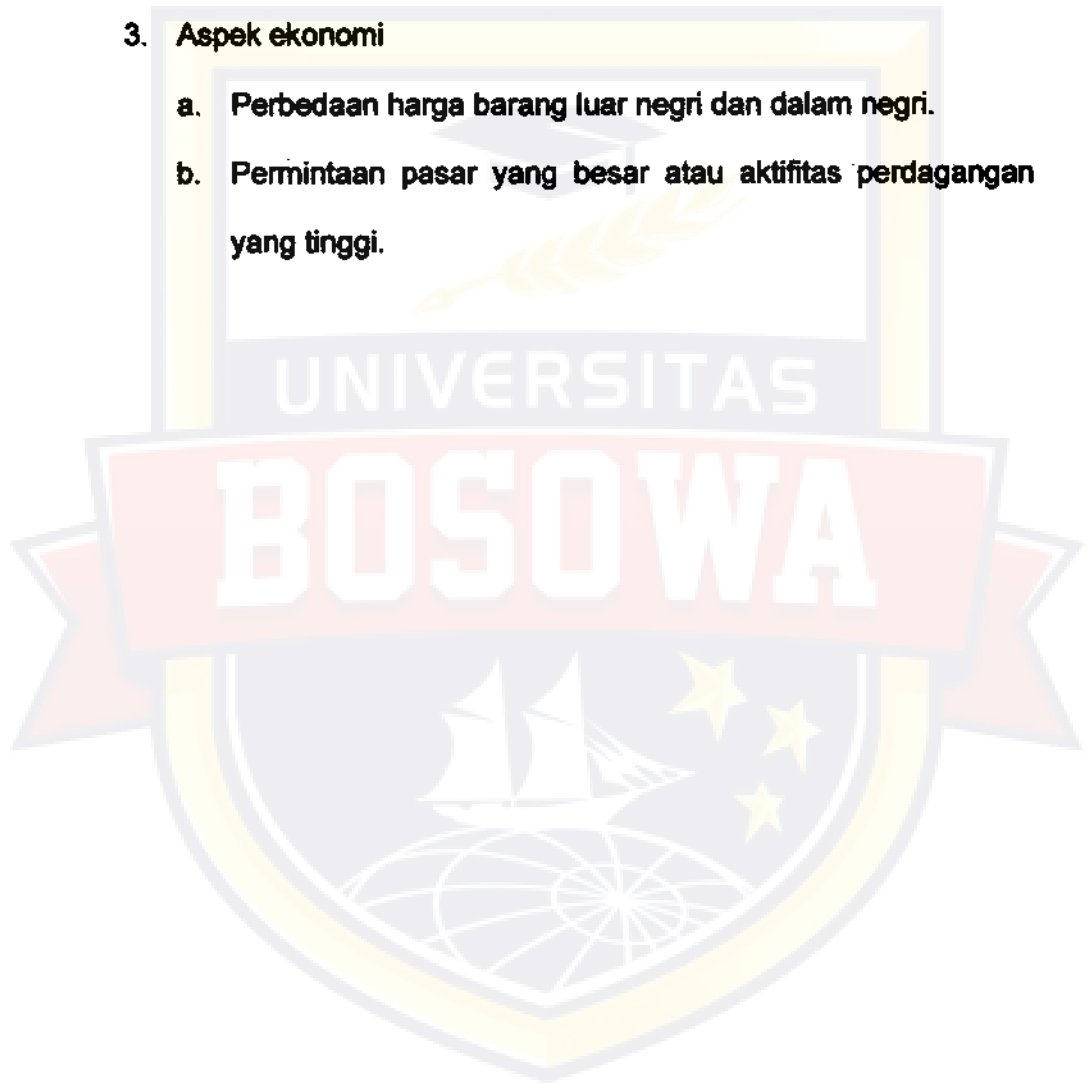 3. Aspek ekonomi
a. Perbedaan harga barang luar negri dan dalam negri.
b. Permintaan pasar yang besar atau aktifitas perdagangan
yang tinggi.
UNIVERSITAS
BOSOWA